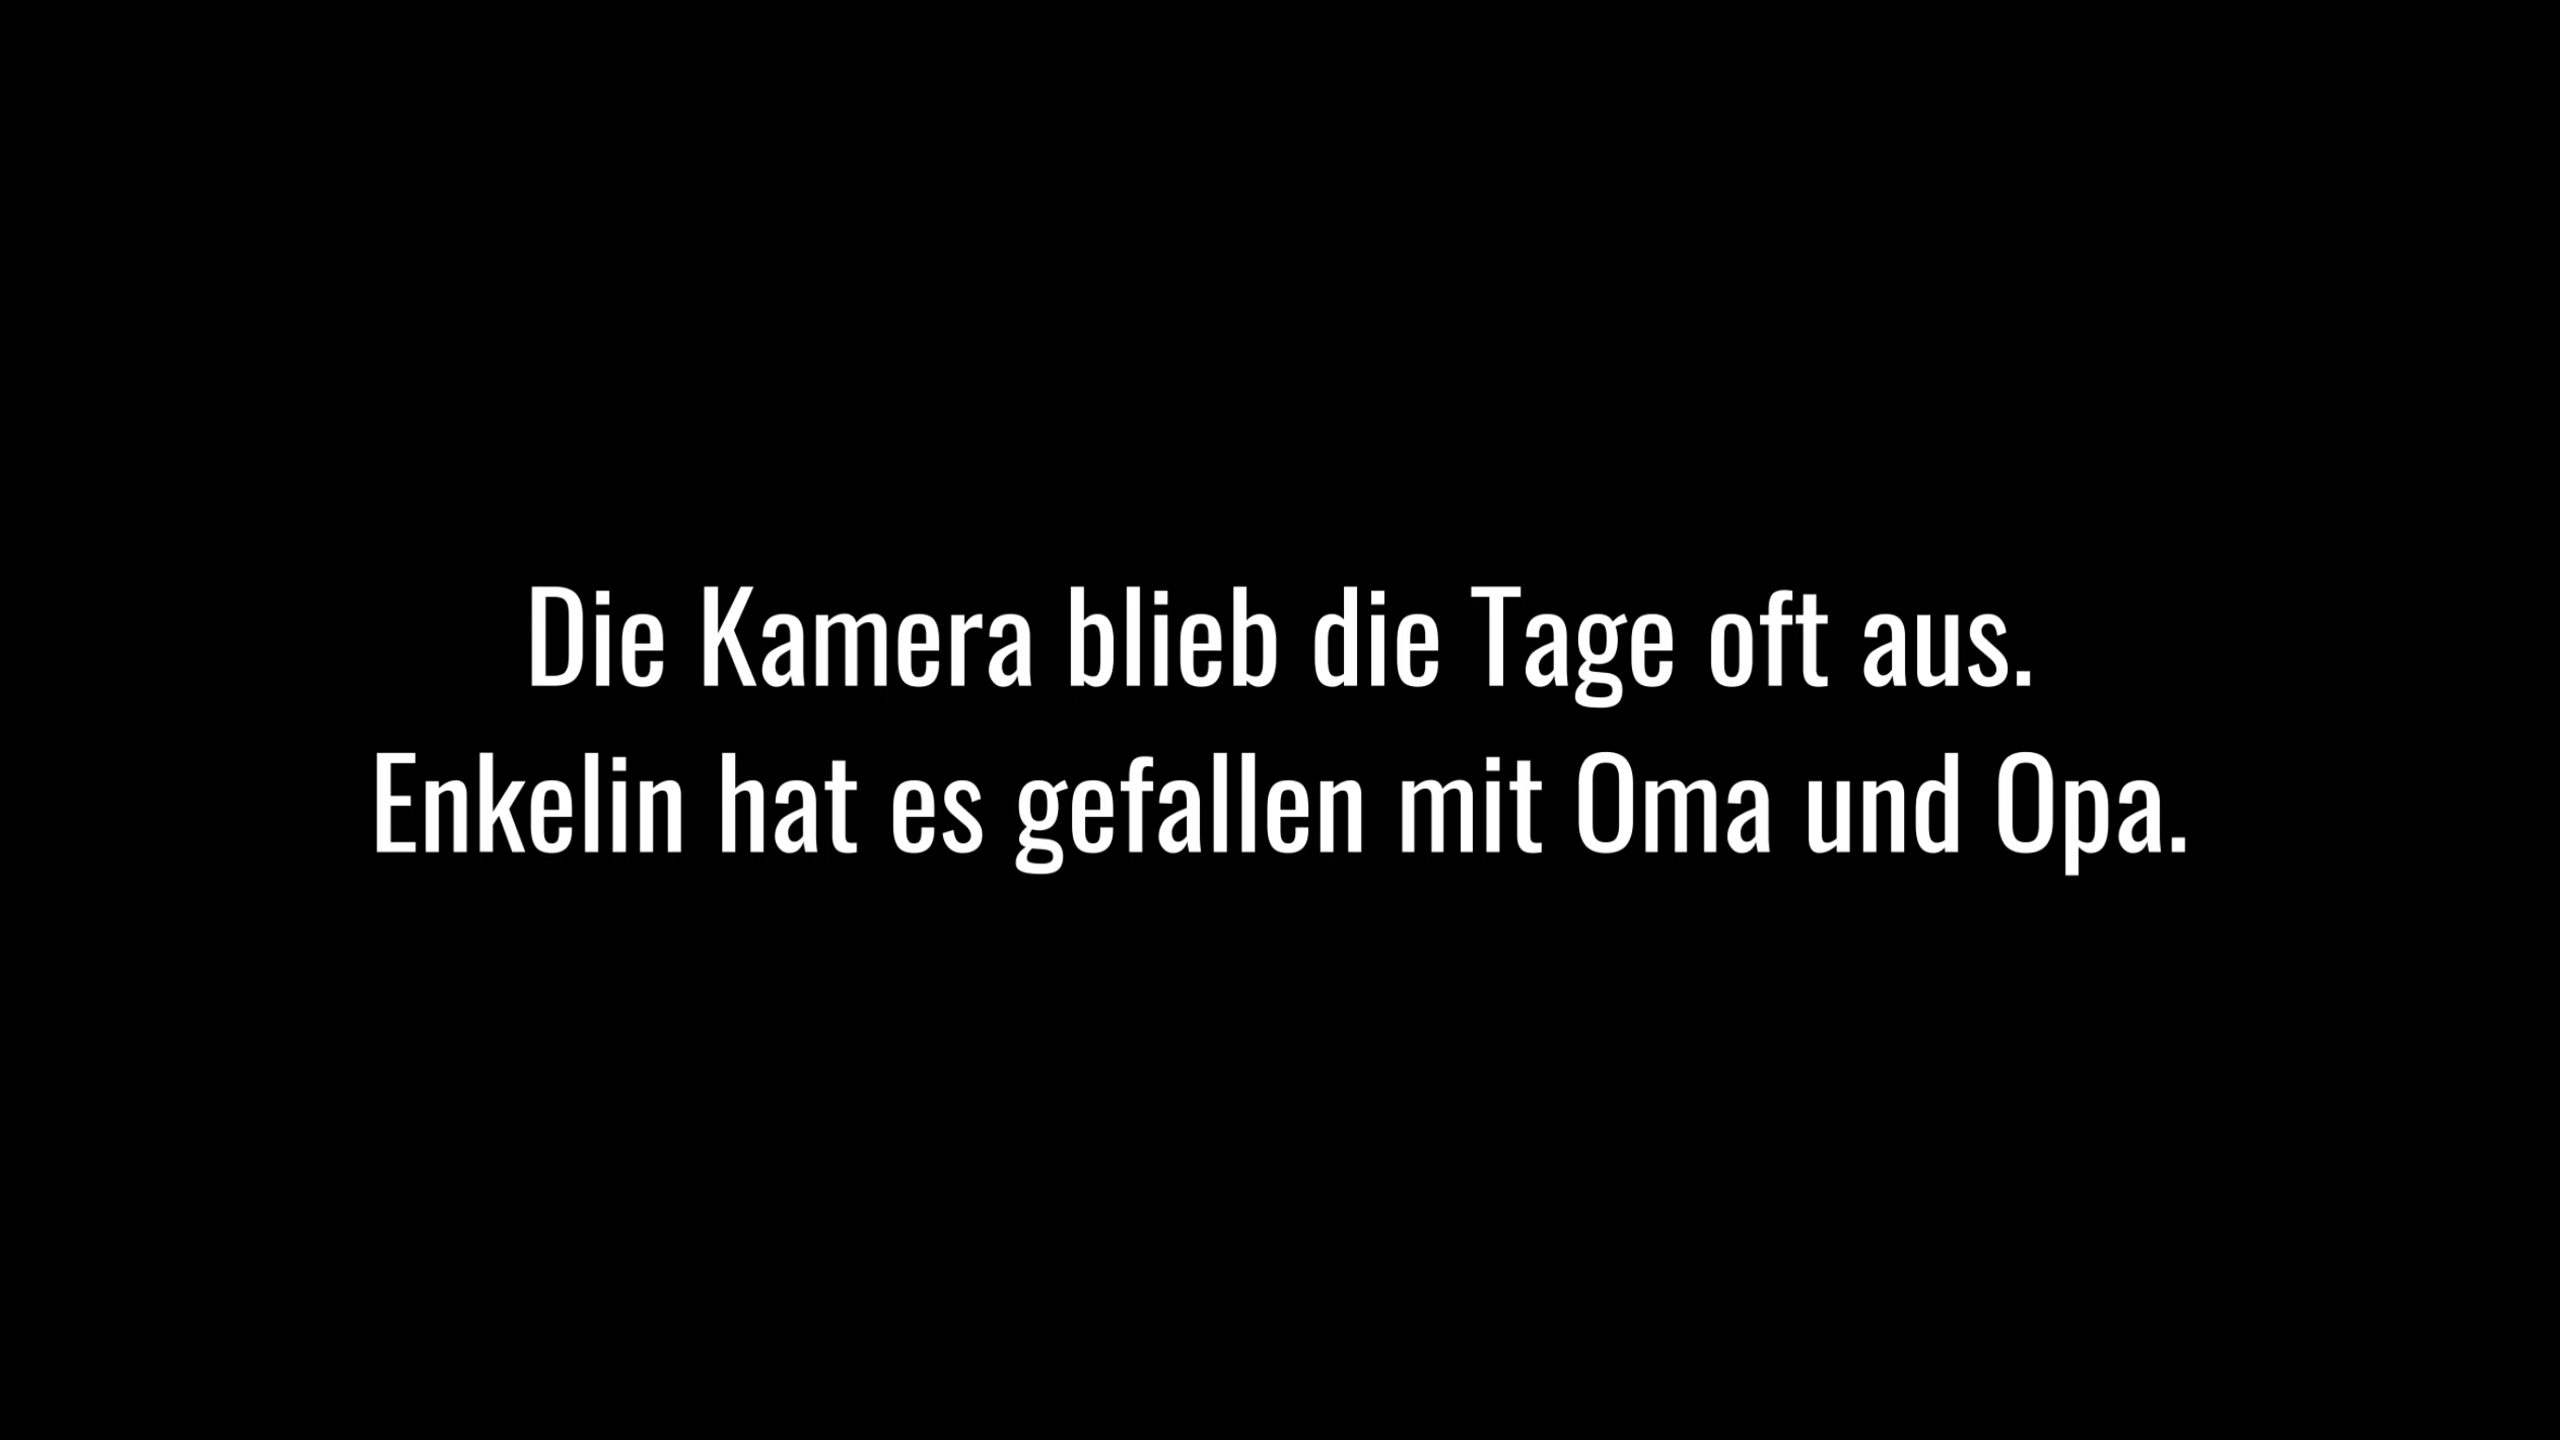 Die Kamera blieb die Tage oft aus.
Enkelin hat es gefallen mit Oma und Opa.